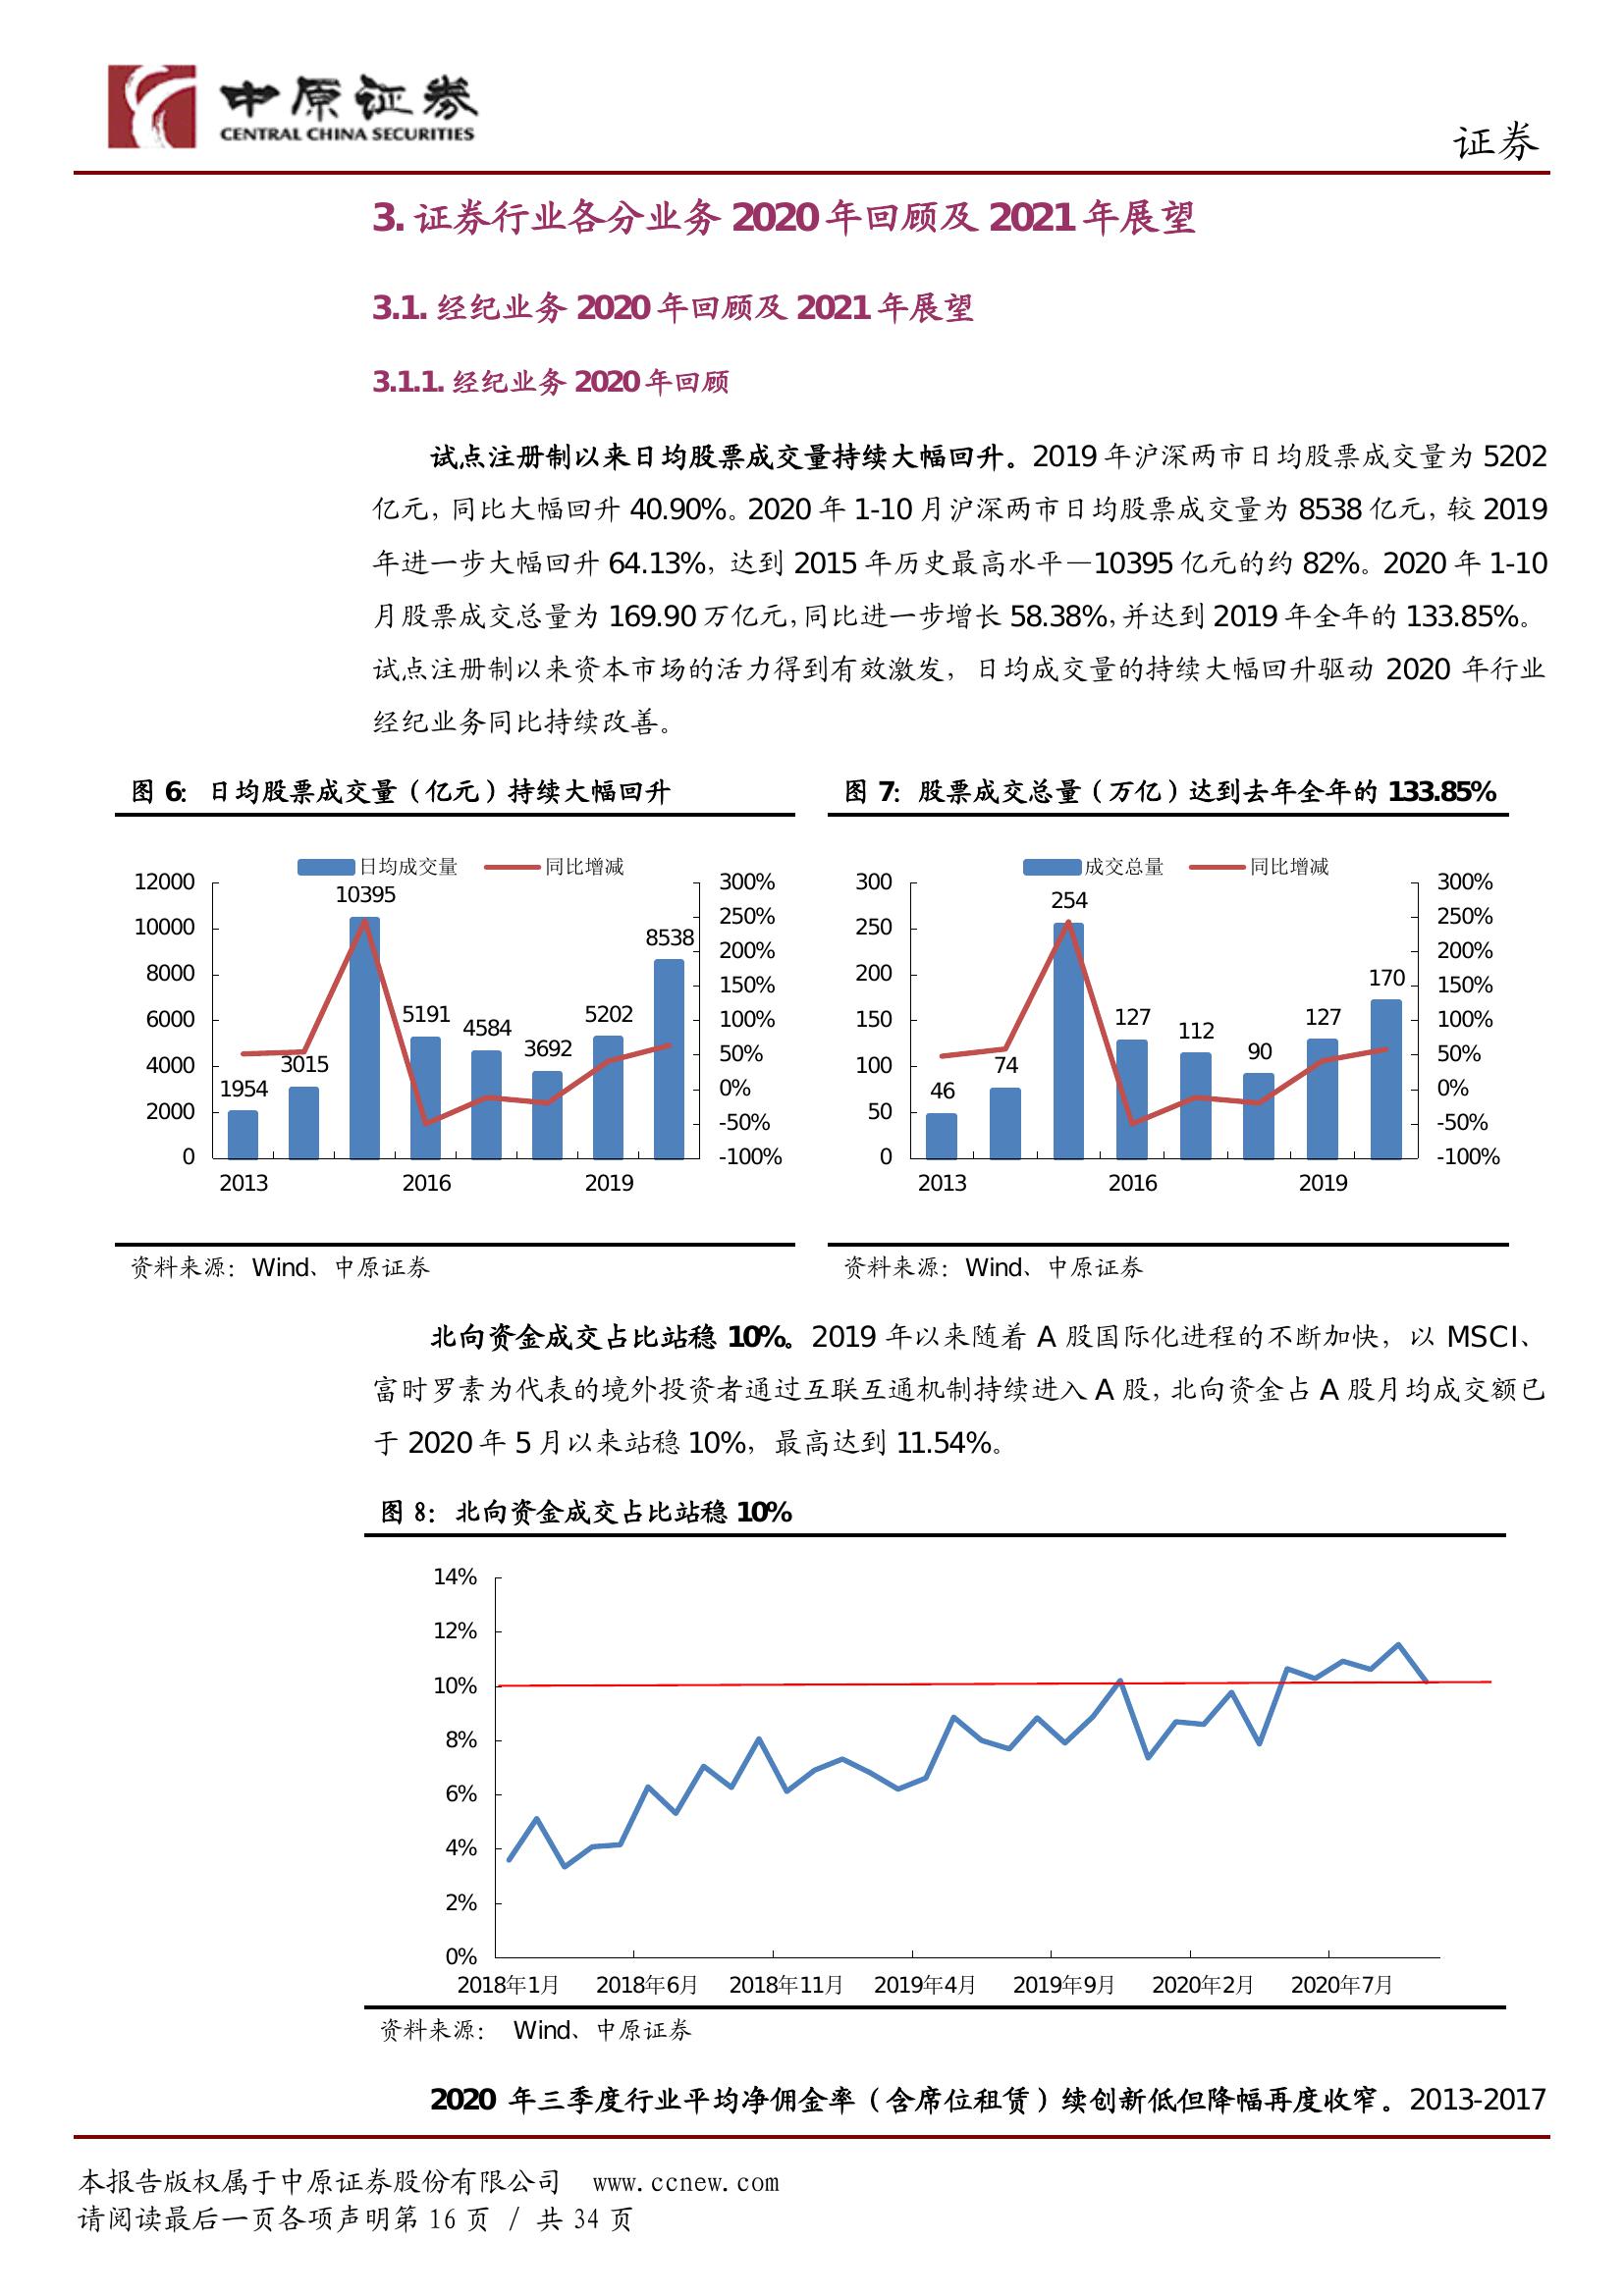 中原证券
CENTRAL CHINA SECURITIES
证券
3. 证券行业各分业务 2020 年回顾及 2021 年展望
3.1. 经纪业务 2020 年回顾及 2021 年展望
3.1.1. 经纪业务 2020 年回顾
试点注册制以来日均股票成交量持续大幅回升。2019 年沪深两市日均股票成交量为 5202
亿元，同比大幅回升 40.90%。2020 年 1-10 月沪深两市日均股票成交量为 8538 亿元，较 2019
年进一步大幅回升 64.13%，达到 2015 年历史最高水平—10395 亿元的约 82%。2020 年 1-10
月股票成交总量为 169.90 万亿元，同比进一步增长 58.38%，并达到 2019 年全年的 133.85%。
试点注册制以来资本市场的活力得到有效激发，日均成交量的持续大幅回升驱动 2020 年行业
经纪业务同比持续改善。
图 6：日均股票成交量（亿元）持续大幅回升
日均成交量 同比增减
12000
10000
8000
6000
4000
2000
0
1954
3015
10395
5191
4584
3692
5202
8538
300%
250%
200%
150%
100%
50%
0%
-50%
-100%
2013 2016 2019
资料来源：Wind、中原证券
图 7：股票成交总量（万亿）达到去年全年的 133.85%
成交总量 同比增减
300
250
200
150
100
50
0
46
74
254
127
112
90
127
170
300%
250%
200%
150%
100%
50%
0%
-50%
-100%
2013 2016 2019
资料来源：Wind、中原证券
北向资金成交占比站稳 10%。2019 年以来随着 A 股国际化进程的不断加快，以 MSCI、
富时罗素为代表的境外投资者通过互联互通机制持续进入 A 股，北向资金占 A 股月均成交额已
于 2020 年 5 月以来站稳 10%，最高达到 11.54%。
图 8：北向资金成交占比站稳 10%
14%
12%
10%
8%
6%
4%
2%
0%
2018年1月 2018年6月 2018年11月 2019年4月 2019年9月 2020年2月 2020年7月
资料来源： Wind、中原证券
2020 年三季度行业平均净佣金率（含席位租赁）续创新低但降幅再度收窄。2013-2017
本报告版权属于中原证券股份有限公司 www.ccnew.com
请阅读最后一页各项声明第 16 页 / 共 34 页